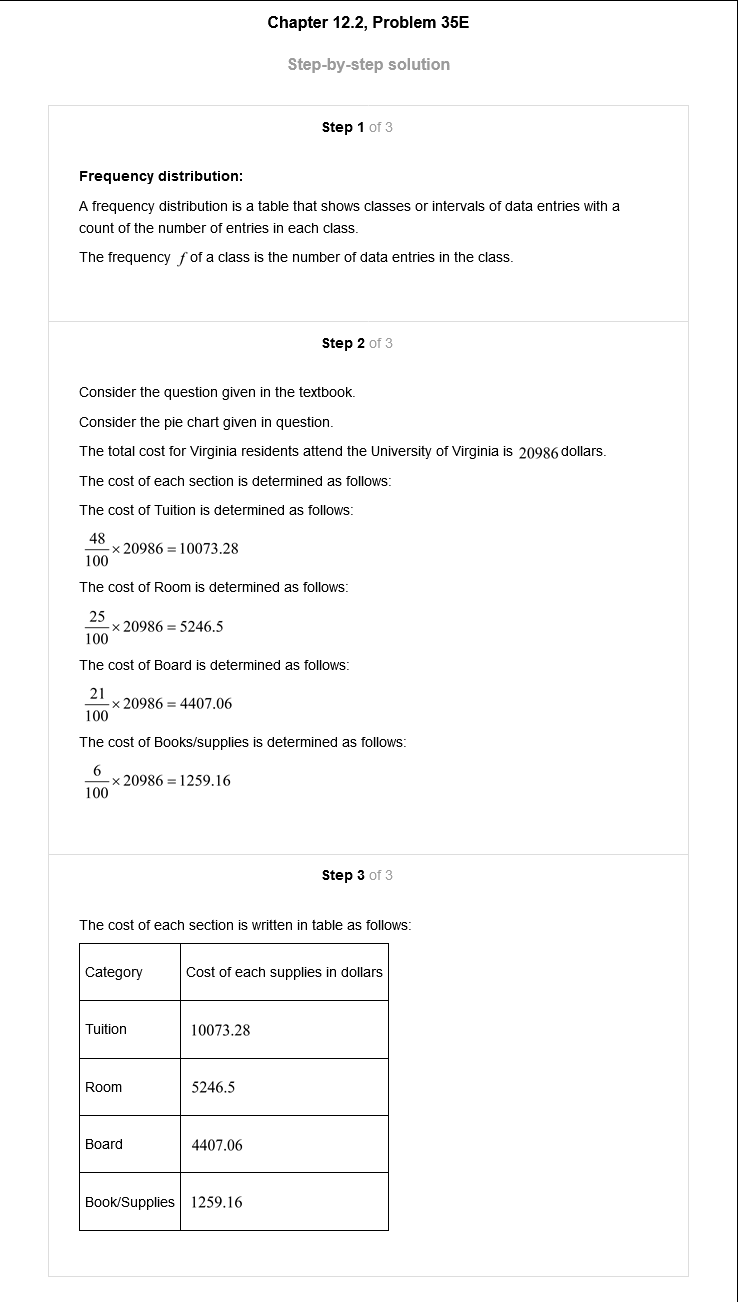 Chapter 12.2, Problem 35E
Step-by-step solution
Step 1 of 3
Frequency distribution:
A frequency distribution is a table that shows classes or intervals of data entries with a
count of the number of entries in each class.
The frequency f of a class is the number of data entries in the class.
Step 2 of 3
Consider the question given in the textbook.
Consider the pie chart given in question.
The total cost for Virginia residents attend the University of Virginia is 20986 dollars.
The cost of each section is determined as follows:
The cost of Tuition is determined as follows:
48/100 × 20986 = 10073.28
The cost of Room is determined as follows:
25/100 × 20986 = 5246.5
The cost of Board is determined as follows:
21/100 × 20986 = 4407.06
The cost of Books/supplies is determined as follows:
6/100 × 20986 = 1259.16
Step 3 of 3
The cost of each section is written in table as follows:
Category Cost of each supplies in dollars
Tuition 10073.28
Room 5246.5
Board 4407.06
Book/Supplies 1259.16